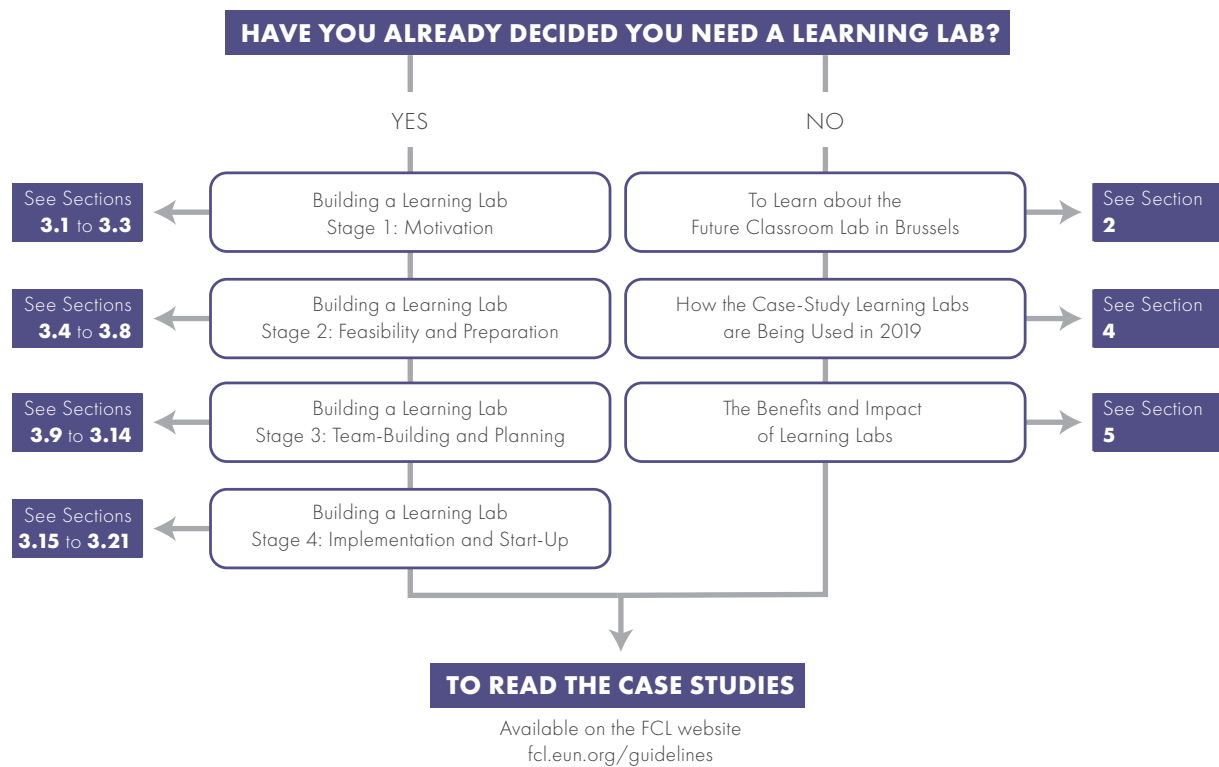 HAVE YOU ALREADY DECIDED YOU NEED A LEARNING LAB?
YES
See Sections
3.1 to 3.3
Building a Learning Lab
Stage 1: Motivation
See Sections
3.4 to 3.8
Building a Learning Lab
Stage 2: Feasibility and Preparation
See Sections
3.9 to 3.14
Building a Learning Lab
Stage 3: Team-Building and Planning
See Sections
3.15 to 3.21
Building a Learning Lab
Stage 4: Implementation and Start-Up
NO
To Learn about the
Future Classroom Lab in Brussels
See Section
2
How the Case-Study Learning Labs
are Being Used in 2019
See Section
4
The Benefits and Impact
of Learning Labs
See Section
5
TO READ THE CASE STUDIES
Available on the FCL website
fcl.eun.org/guidelines